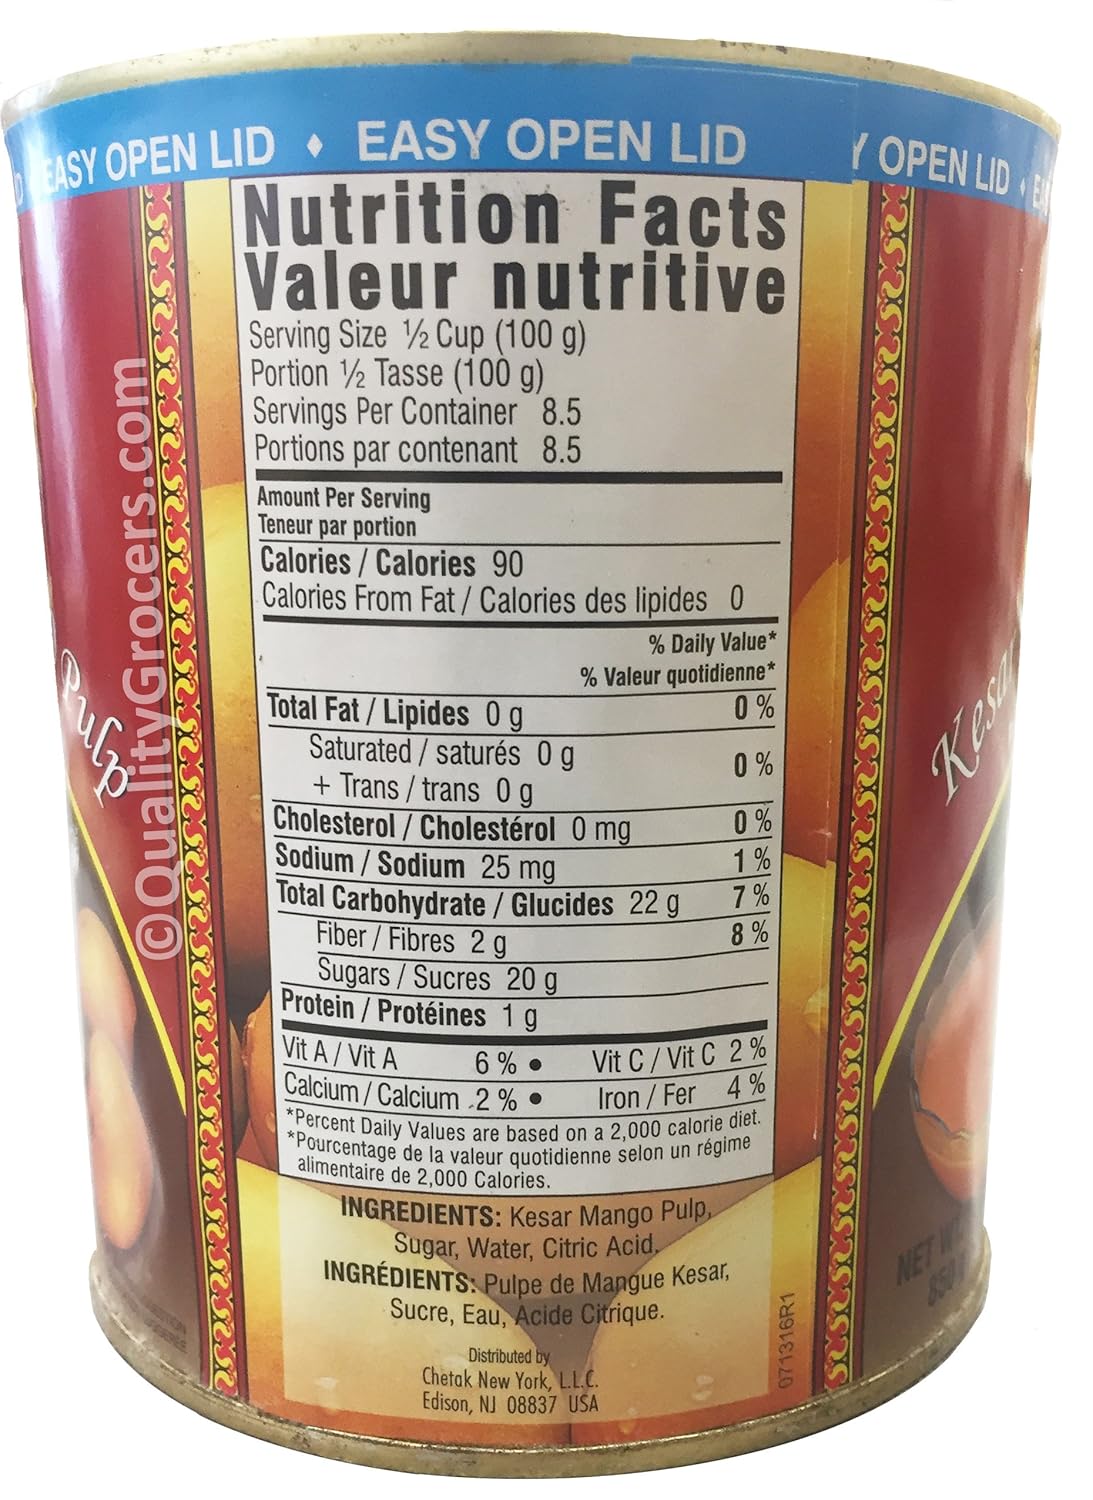 EASY OPEN LID ♦ EASY OPEN LID
OPEN LID
Nutrition Facts
Valeur nutritive
Serving Size ½ Cup (100 g)
Portion ½ Tasse (100 g)
Servings Per Container 8.5
Portions par contenant 8.5
Amount Per Serving
Teneur par portion
Calories / Calories 90
Calories From Fat / Calories des lipides 0
% Daily Value*
% Valeur quotidienne*
Total Fat / Lipides 0 g 0 %
Saturated / saturés 0 g
+ Trans / trans 0 g 0 %
Cholesterol / Cholestérol 0 mg 0 %
Sodium / Sodium 25 mg 1 %
Total Carbohydrate / Glucides 22 g 7 %
Fiber / Fibres 2 g 8 %
Sugars / Sucres 20 g
Protein / Protéines 1 g
Vit A / Vit A 6 % • Vit C / Vit C 2 %
Calcium / Calcium 2 % • Iron / Fer 4 %
*Percent Daily Values are based on a 2,000 calorie diet.
*Pourcentage de la valeur quotidienne selon un régime
alimentaire de 2,000 Calories.
INGREDIENTS: Kesar Mango Pulp,
Sugar, Water, Citric Acid.
INGRÉDIENTS: Pulpe de Mangue Kesar,
Sucre, Eau, Acide Citrique.
Distributed by
Chetak New York, L.L.C.
Edison, NJ 08837 USA
071316R1
©QualityGrocers.com
Pulp
Kesar
NET W
850